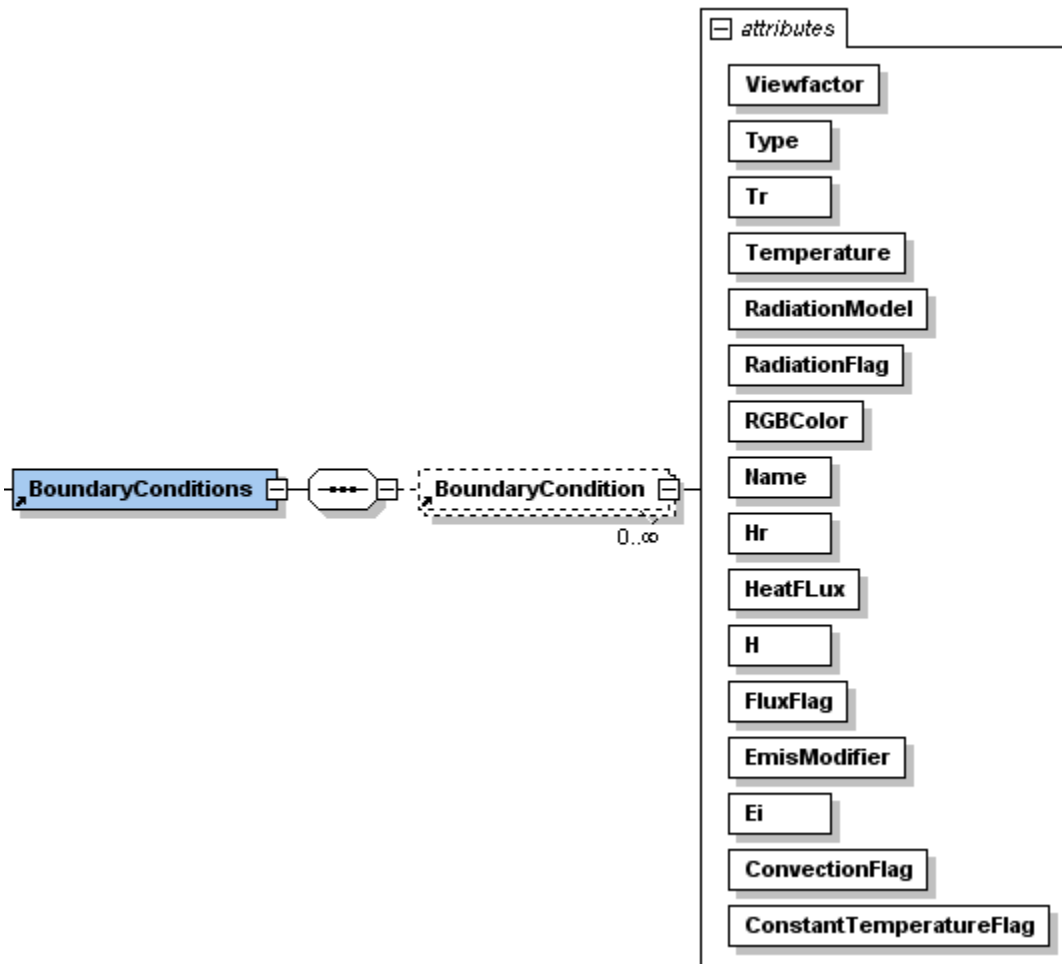 attributes
Viewfactor
Type
Tr
Temperature
RadiationModel
RadiationFlag
RGBColor
Name
BoundaryConditions
BoundaryCondition
0..∞
Hr
HeatFLux
H
FluxFlag
EmisModifier
Ei
ConvectionFlag
ConstantTemperatureFlag